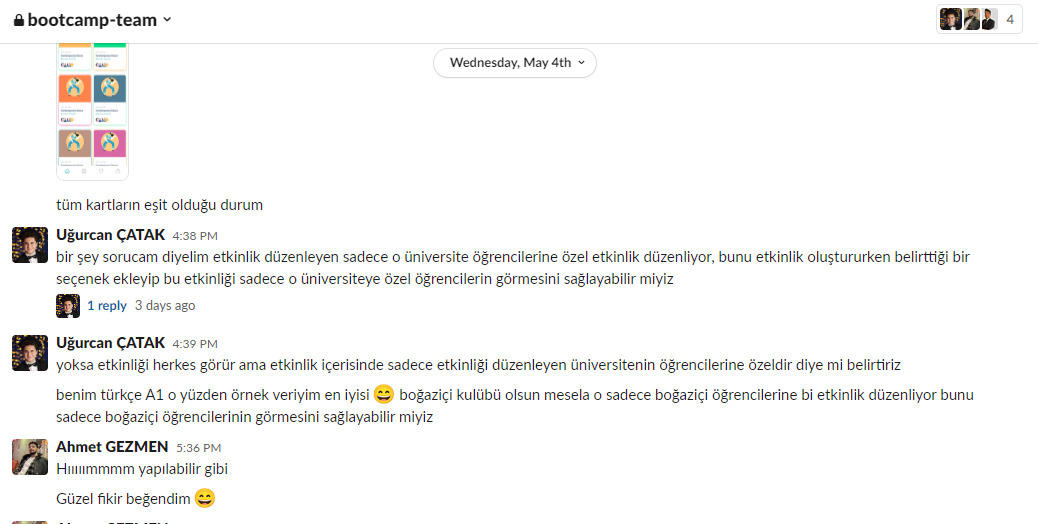 bootcamp-team
4
Wednesday, May 4th
tüm kartların eşit olduğu durum
Uğurcan ÇATAK 4:38 PM
bir şey sorucam diyelim etkinlik düzenleyen sadece o üniversite öğrencilerine özel etkinlik düzenliyor, bunu etkinlik oluştururken belirttiği bir
seçenek ekleyip bu etkinliği sadece o üniversiteye özel öğrencilerin görmesini sağlayabilir miyiz
1 reply 3 days ago
Uğurcan ÇATAK 4:39 PM
yoksa etkinliği herkes görür ama etkinlik içerisinde sadece etkinliği düzenleyen üniversitenin öğrencilerine özeldir diye mi belirtiriz
benim türkçe A1 o yüzden örnek veriyim en iyisi 😄 boğaziçi kulübü olsun mesela o sadece boğaziçi öğrencilerine bi etkinlik düzenliyor bunu
sadece boğaziçi öğrencilerinin görmesini sağlayabilir miyiz
Ahmet GEZMEN 5:36 PM
Hıııımmmm yapılabilir gibi
Güzel fikir beğendim 😄